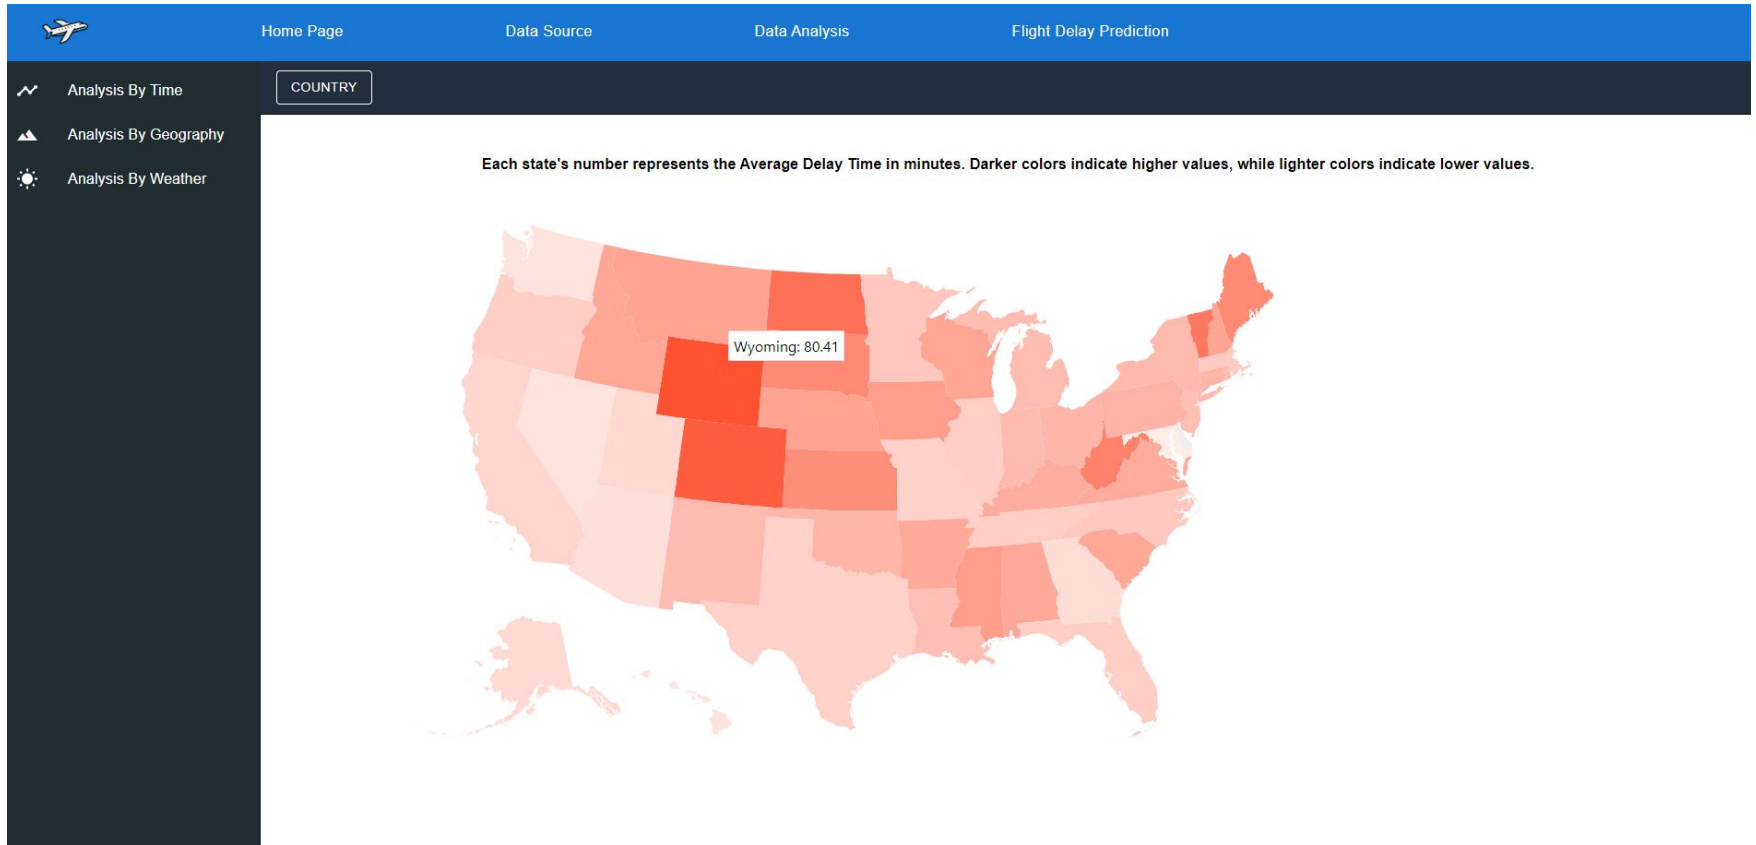 Home Page
Data Source
Data Analysis
Flight Delay Prediction
Analysis By Time
Analysis By Geography
Analysis By Weather
COUNTRY
Each state's number represents the Average Delay Time in minutes. Darker colors indicate higher values, while lighter colors indicate lower values.
Wyoming: 80.41